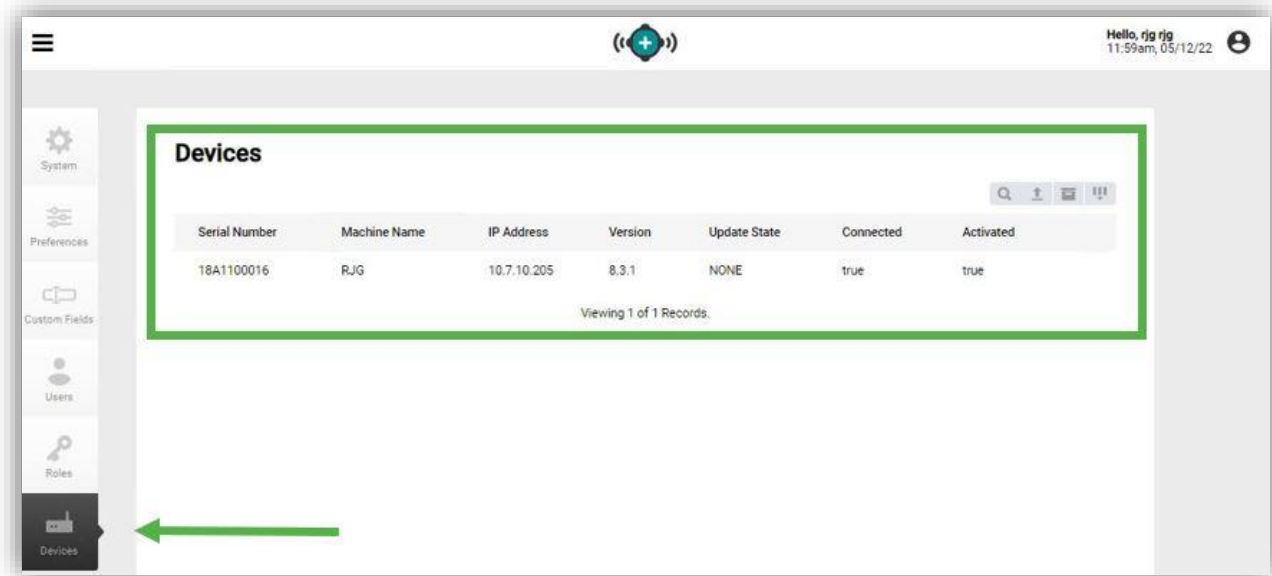 Hello, rjg rjg
11:59am, 05/12/22
System
Preferences
Custom Fields
Users
Roles
Devices
Devices
Serial Number Machine Name IP Address Version Update State Connected Activated
18A1100016 RJG 10.7.10.205 8.3.1 NONE true true
Viewing 1 of 1 Records.